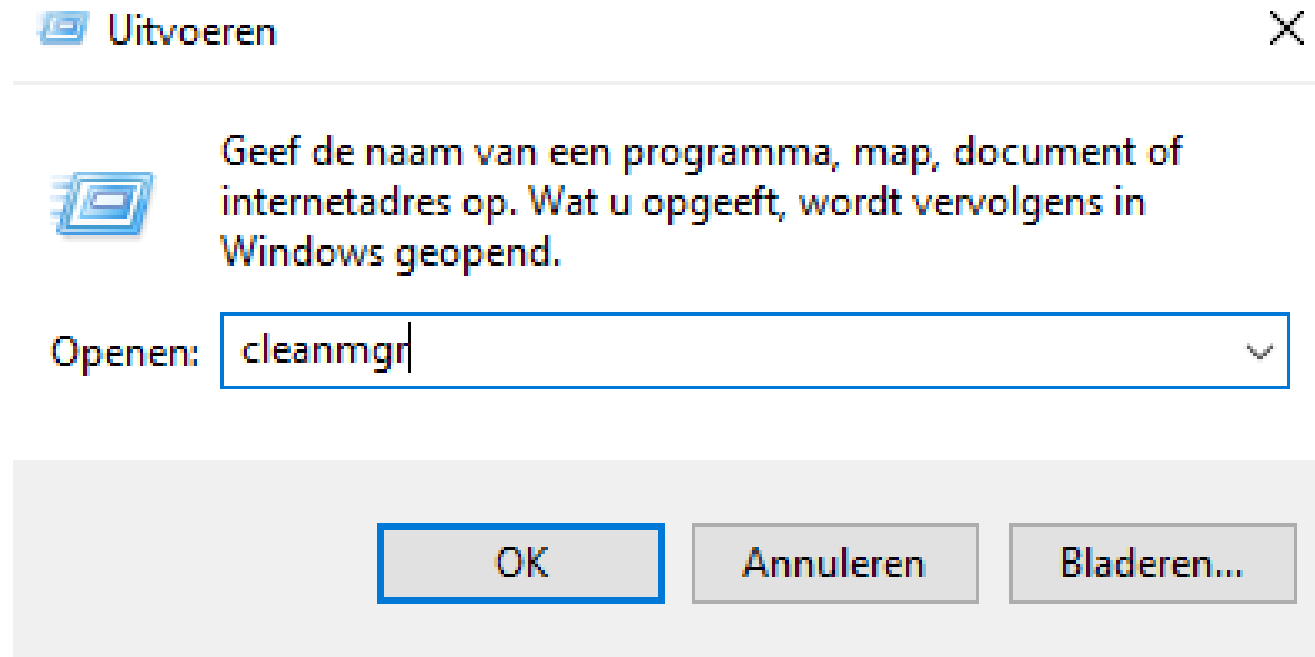 Uitvoeren
Geef de naam van een programma, map, document of
internetadres op. Wat u opgeeft, wordt vervolgens in
Windows geopend.
Openen: cleanmgr
OK Annuleren Bladeren...